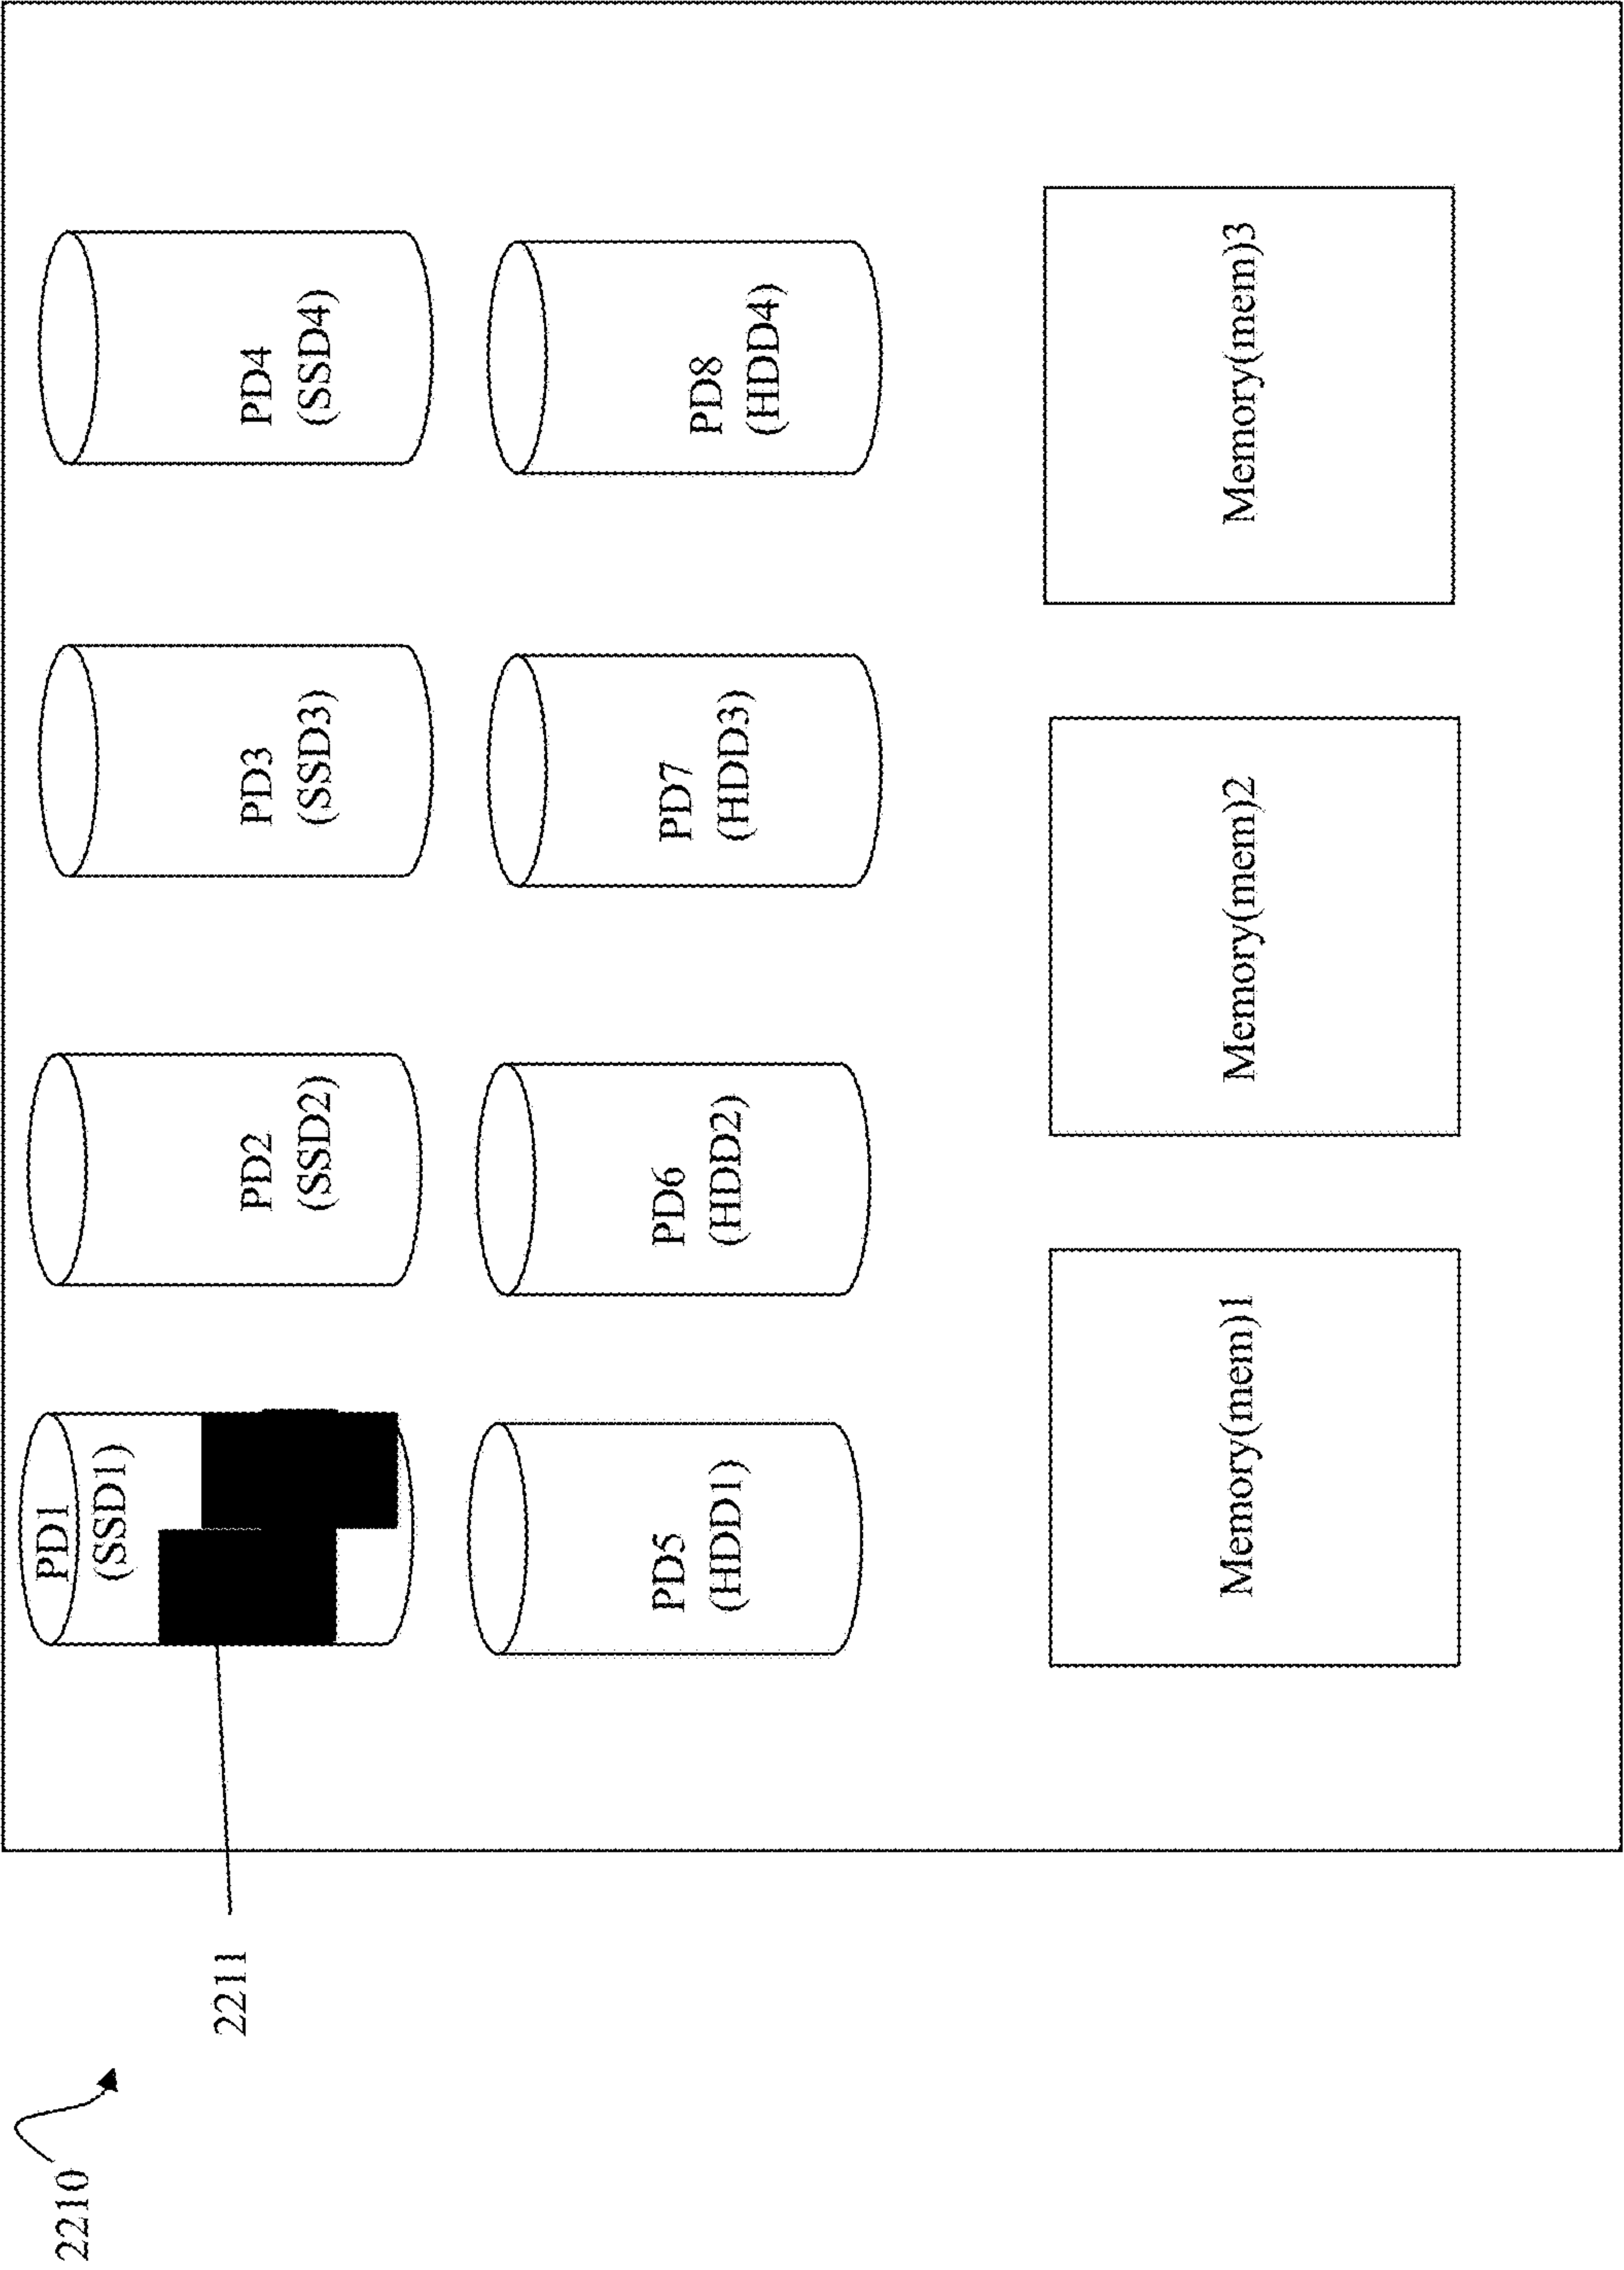 2210
2211
PD1
(SSD1)
PD2
(SSD2)
PD3
(SSD3)
PD4
(SSD4)
PD5
(HDD1)
PD6
(HDD2)
PD7
(HDD3)
PD8
(HDD4)
Memory(mem)1
Memory(mem)2
Memory(mem)3